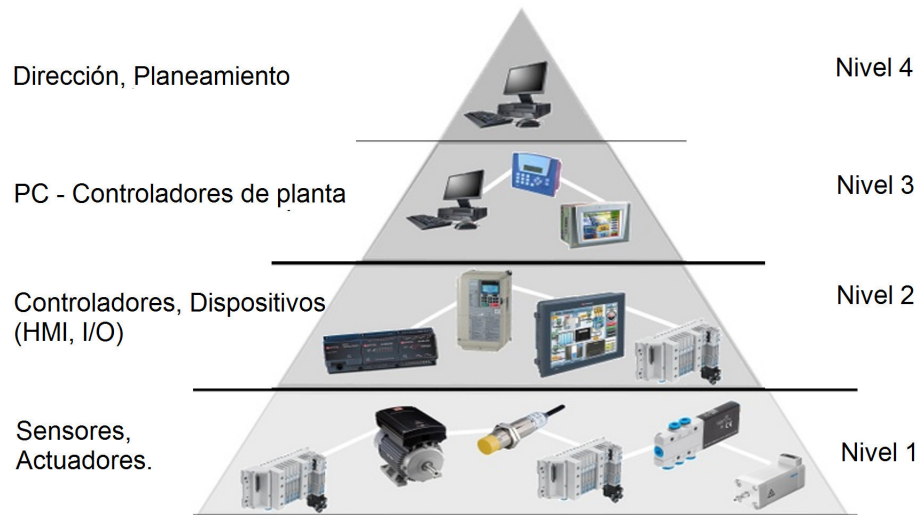 Dirección, Planeamiento
Nivel 4
PC - Controladores de planta
Nivel 3
Controladores, Dispositivos
(HMI, I/O)
Nivel 2
Sensores,
Actuadores.
Nivel 1